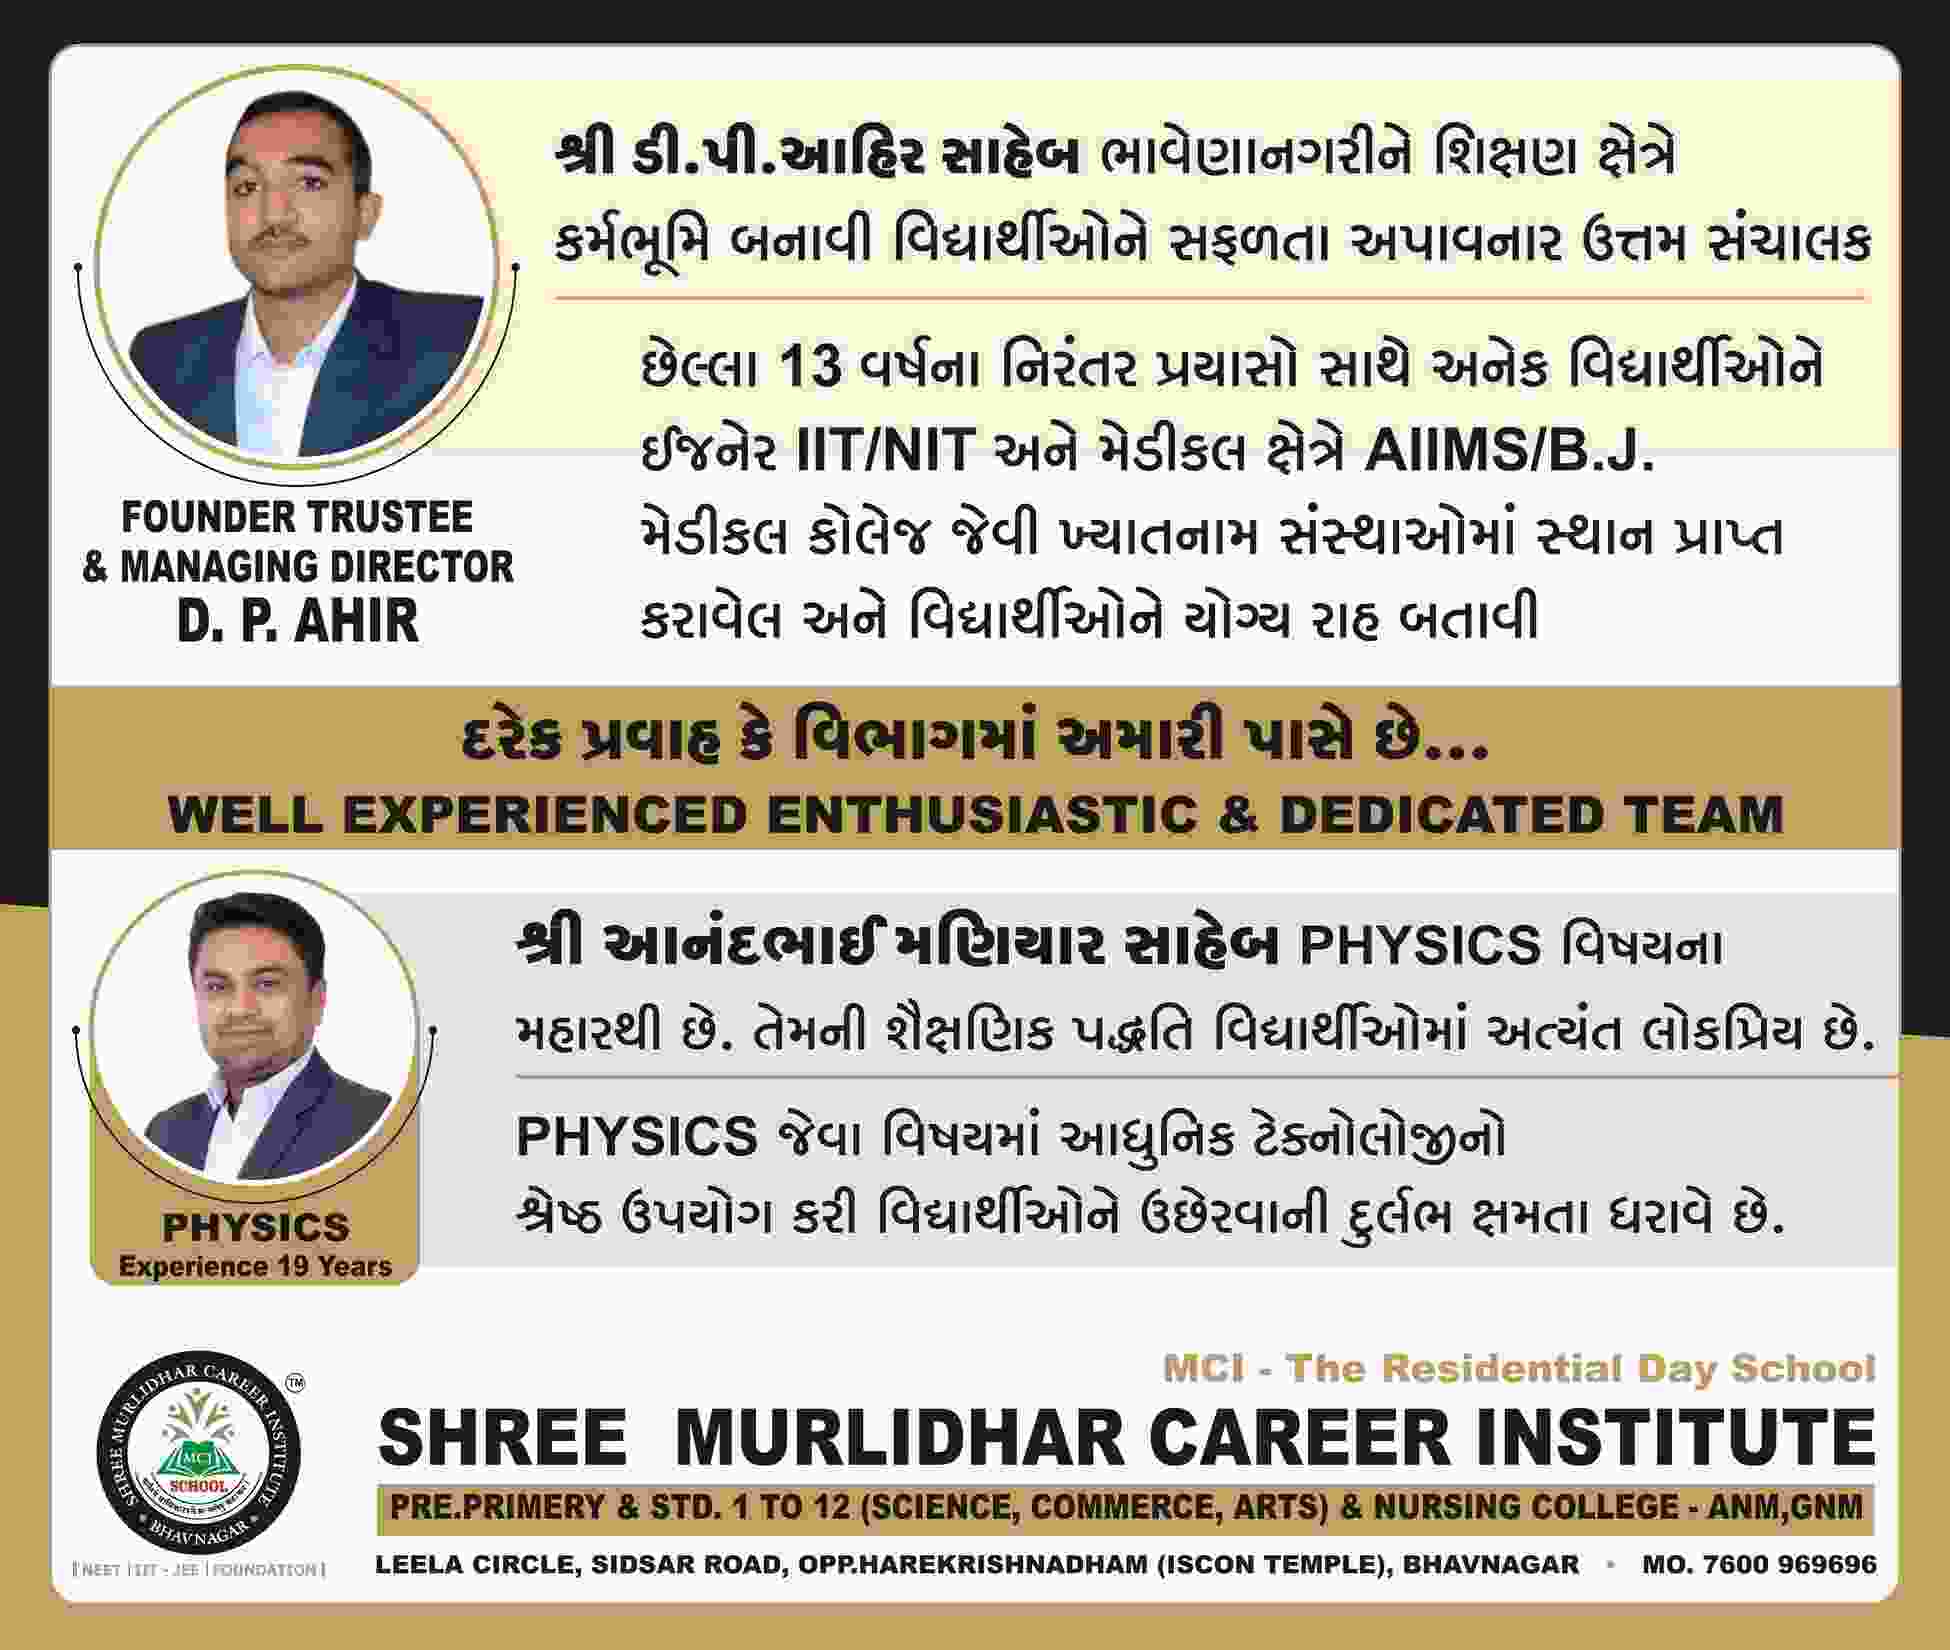 શ્રી ડી.પી.આહિર સાહેબ ભાવેણાનગરીને શિક્ષણ ક્ષેત્રે
કર્મભૂમિ બનાવી વિદ્યાર્થીઓને સફળતા અપાવનાર ઉત્તમ સંચાલક
છેલ્લા 13 વર્ષના નિરંતર પ્રયાસો સાથે અનેક વિદ્યાર્થીઓને
ઈજનેર IIT/NIT અને મેડીકલ ક્ષેત્રે AIIMS/B.J.
મેડીકલ કોલેજ જેવી ખ્યાતનામ સંસ્થાઓમાં સ્થાન પ્રાપ્ત
કરાવેલ અને વિદ્યાર્થીઓને યોગ્ય રાહ બતાવી
FOUNDER TRUSTEE
& MANAGING DIRECTOR
D. P. AHIR
દરેક પ્રવાહ કે વિભાગમાં અમારી પાસે છે...
WELL EXPERIENCED ENTHUSIASTIC & DEDICATED TEAM
શ્રી આનંદભાઈ મણિયાર સાહેબ PHYSICS વિષયના
મહારથી છે. તેમની શૈક્ષણિક પદ્ધતિ વિદ્યાર્થીઓમાં અત્યંત લોકપ્રિય છે.
PHYSICS જેવા વિષયમાં આધુનિક ટેક્નોલોજીનો
શ્રેષ્ઠ ઉપયોગ કરી વિદ્યાર્થીઓને ઉછેરવાની દુર્લભ ક્ષમતા ધરાવે છે.
PHYSICS
Experience 19 Years
SHREE MURLIDHAR CAREER INSTITUTE
TM
MCI
SCHOOL
BHAVNAGAR
| NEET | IIT - JEE | FOUNDATION |
MCI - The Residential Day School
SHREE MURLIDHAR CAREER INSTITUTE
PRE.PRIMERY & STD. 1 TO 12 (SCIENCE, COMMERCE, ARTS) & NURSING COLLEGE - ANM,GNM
LEELA CIRCLE, SIDSAR ROAD, OPP.HAREKRISHNADHAM (ISCON TEMPLE), BHAVNAGAR • MO. 7600 969696